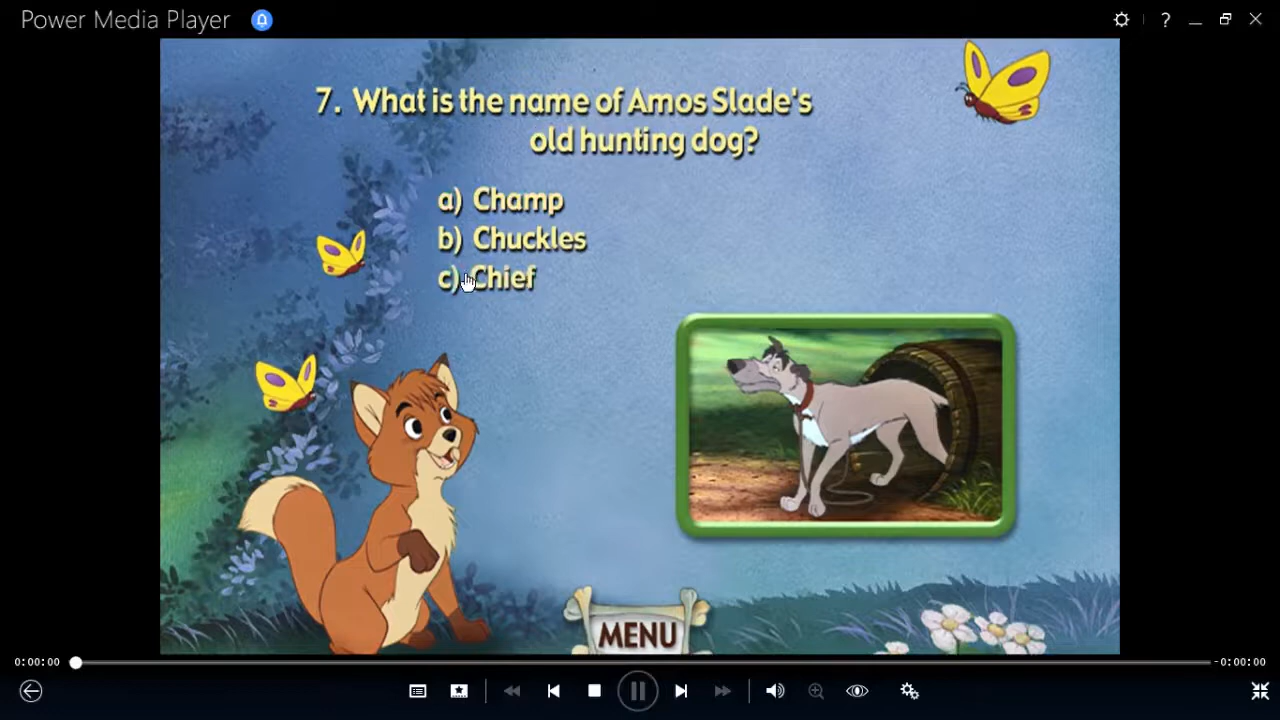 Power Media Player
?
7. What is the name of Amos Slade's
old hunting dog?
a) Champ
b) Chuckles
c) Chief
MENU
0:00:00
-0:00:00